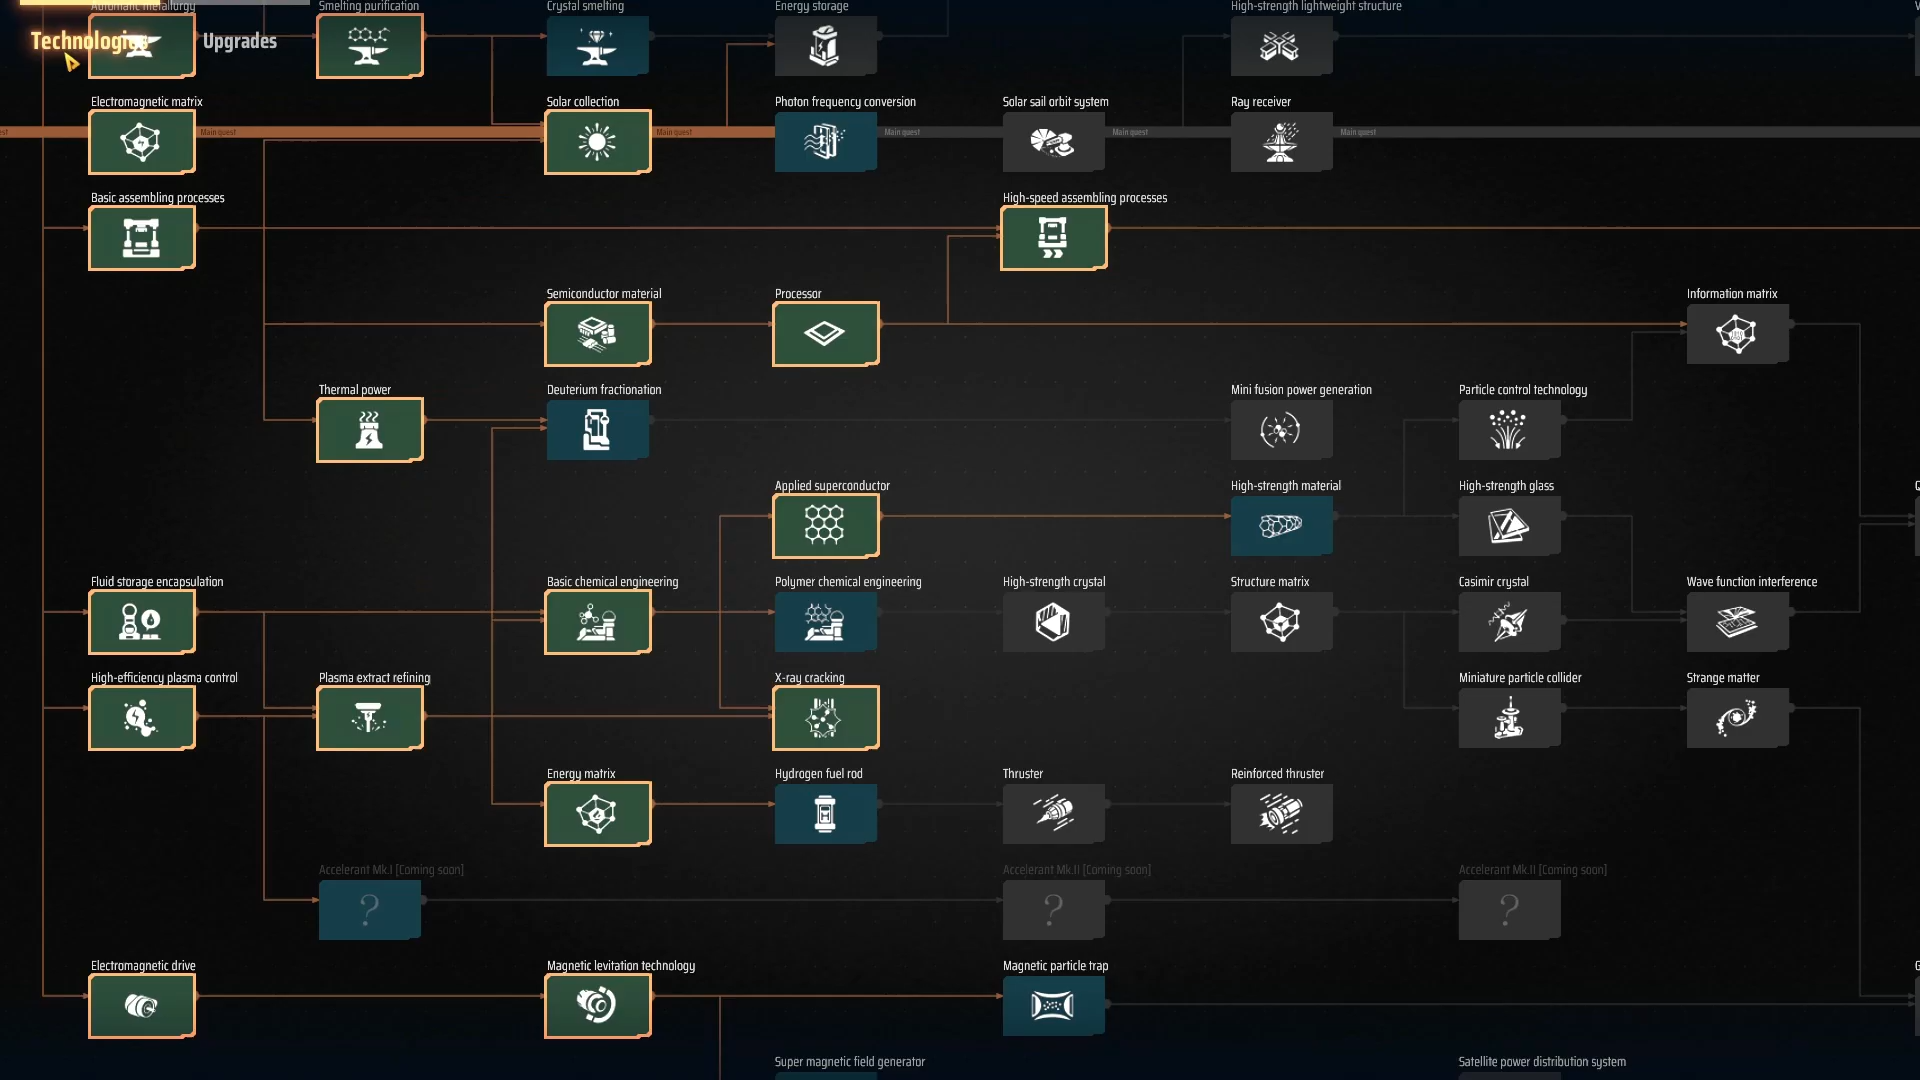 Automatic metallurgy
Smelting purification
Crystal smelting
Energy storage
High-strength lightweight structure
Technologies
Upgrades
Electromagnetic matrix
Solar collection
Photon frequency conversion
Solar sail orbit system
Ray receiver
Main quest
Main quest
Main quest
Main quest
Main quest
Basic assembling processes
High-speed assembling processes
Semiconductor material
Processor
Information matrix
Thermal power
Deuterium fractionation
Mini fusion power generation
Particle control technology
Applied superconductor
High-strength material
High-strength glass
Fluid storage encapsulation
Basic chemical engineering
Polymer chemical engineering
High-strength crystal
Structure matrix
Casimir crystal
Wave function interference
High-efficiency plasma control
Plasma extract refining
X-ray cracking
Miniature particle collider
Strange matter
Energy matrix
Hydrogen fuel rod
Thruster
Reinforced thruster
Accelerant Mk.I [Coming soon]
Accelerant Mk.II [Coming soon]
Accelerant Mk.II [Coming soon]
?
?
?
Electromagnetic drive
Magnetic levitation technology
Magnetic particle trap
Super magnetic field generator
Satellite power distribution system